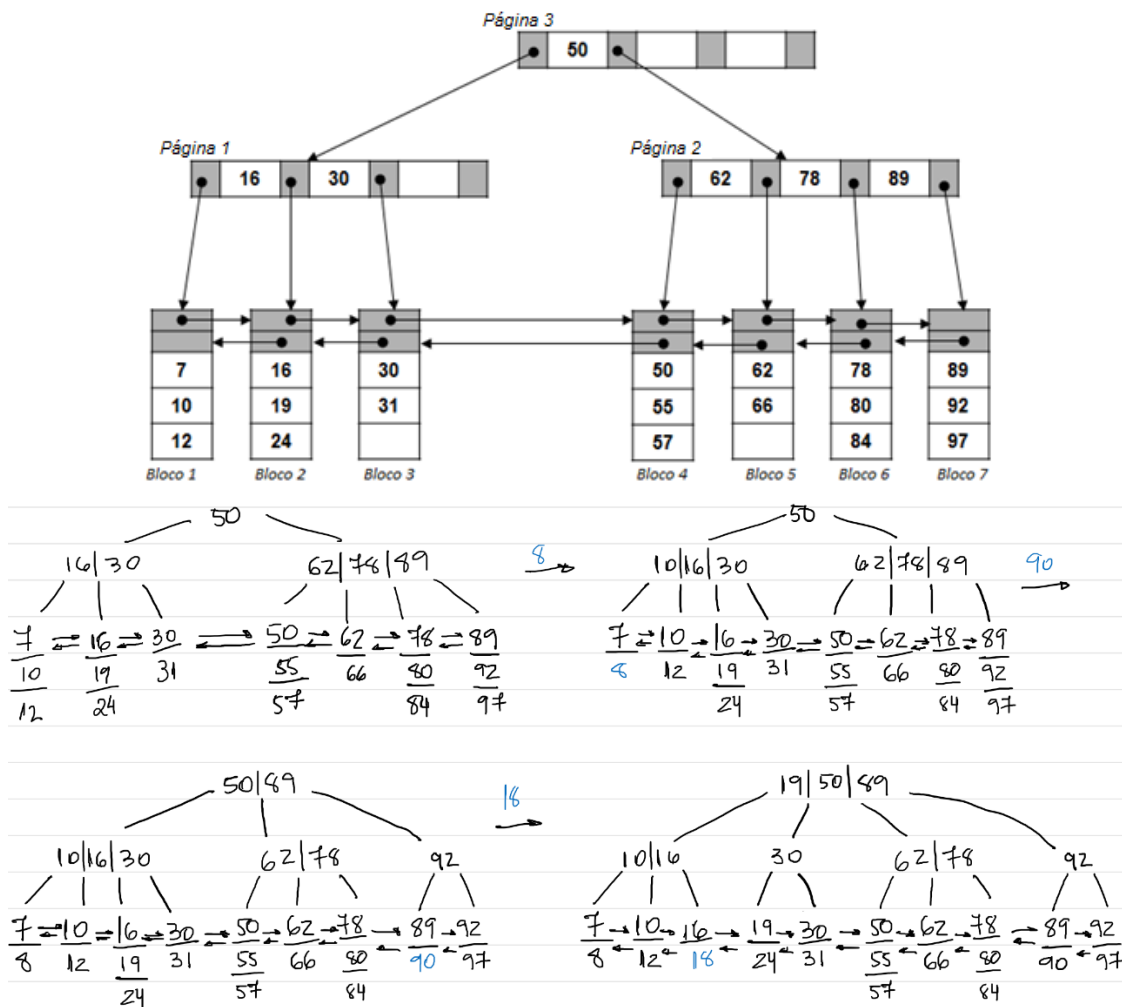 Página 3
50
Página 1
Página 2
16 30
62 78 89
7 16 30 50 62 78 89
10 19 31 55 66 80 92
12 24 57 84 97
Bloco 1 Bloco 2 Bloco 3 Bloco 4 Bloco 5 Bloco 6 Bloco 7
50
16|30 62|78|89
7 16 30 50 62 78 89
10 19 31 55 66 80 92
12 24 57 84 97
8
50
10|16|30 62|78|89
7 10 16 30 50 62 78 89
8 12 19 31 55 66 80 92
24 57 84 97
90
50|89
10|16|30 62|78 92
7 10 16 30 50 62 78 89 92
8 12 19 31 55 66 80 90 97
24 57 84
18
19|50|89
10|16 30 62|78 92
7 10 16 19 30 50 62 78 89 92
8 12 18 24 31 55 66 80 90 97
57 84